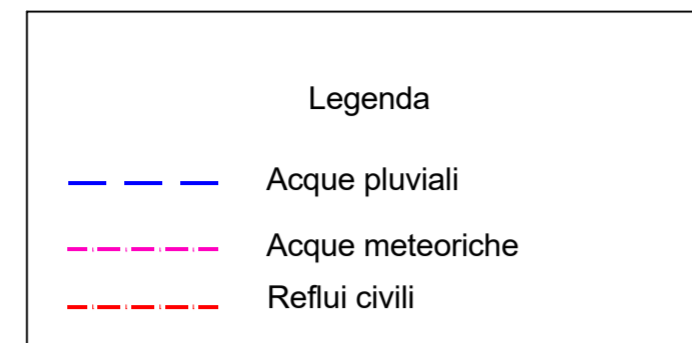 Legenda
Acque pluviali
Acque meteoriche
Reflui civili